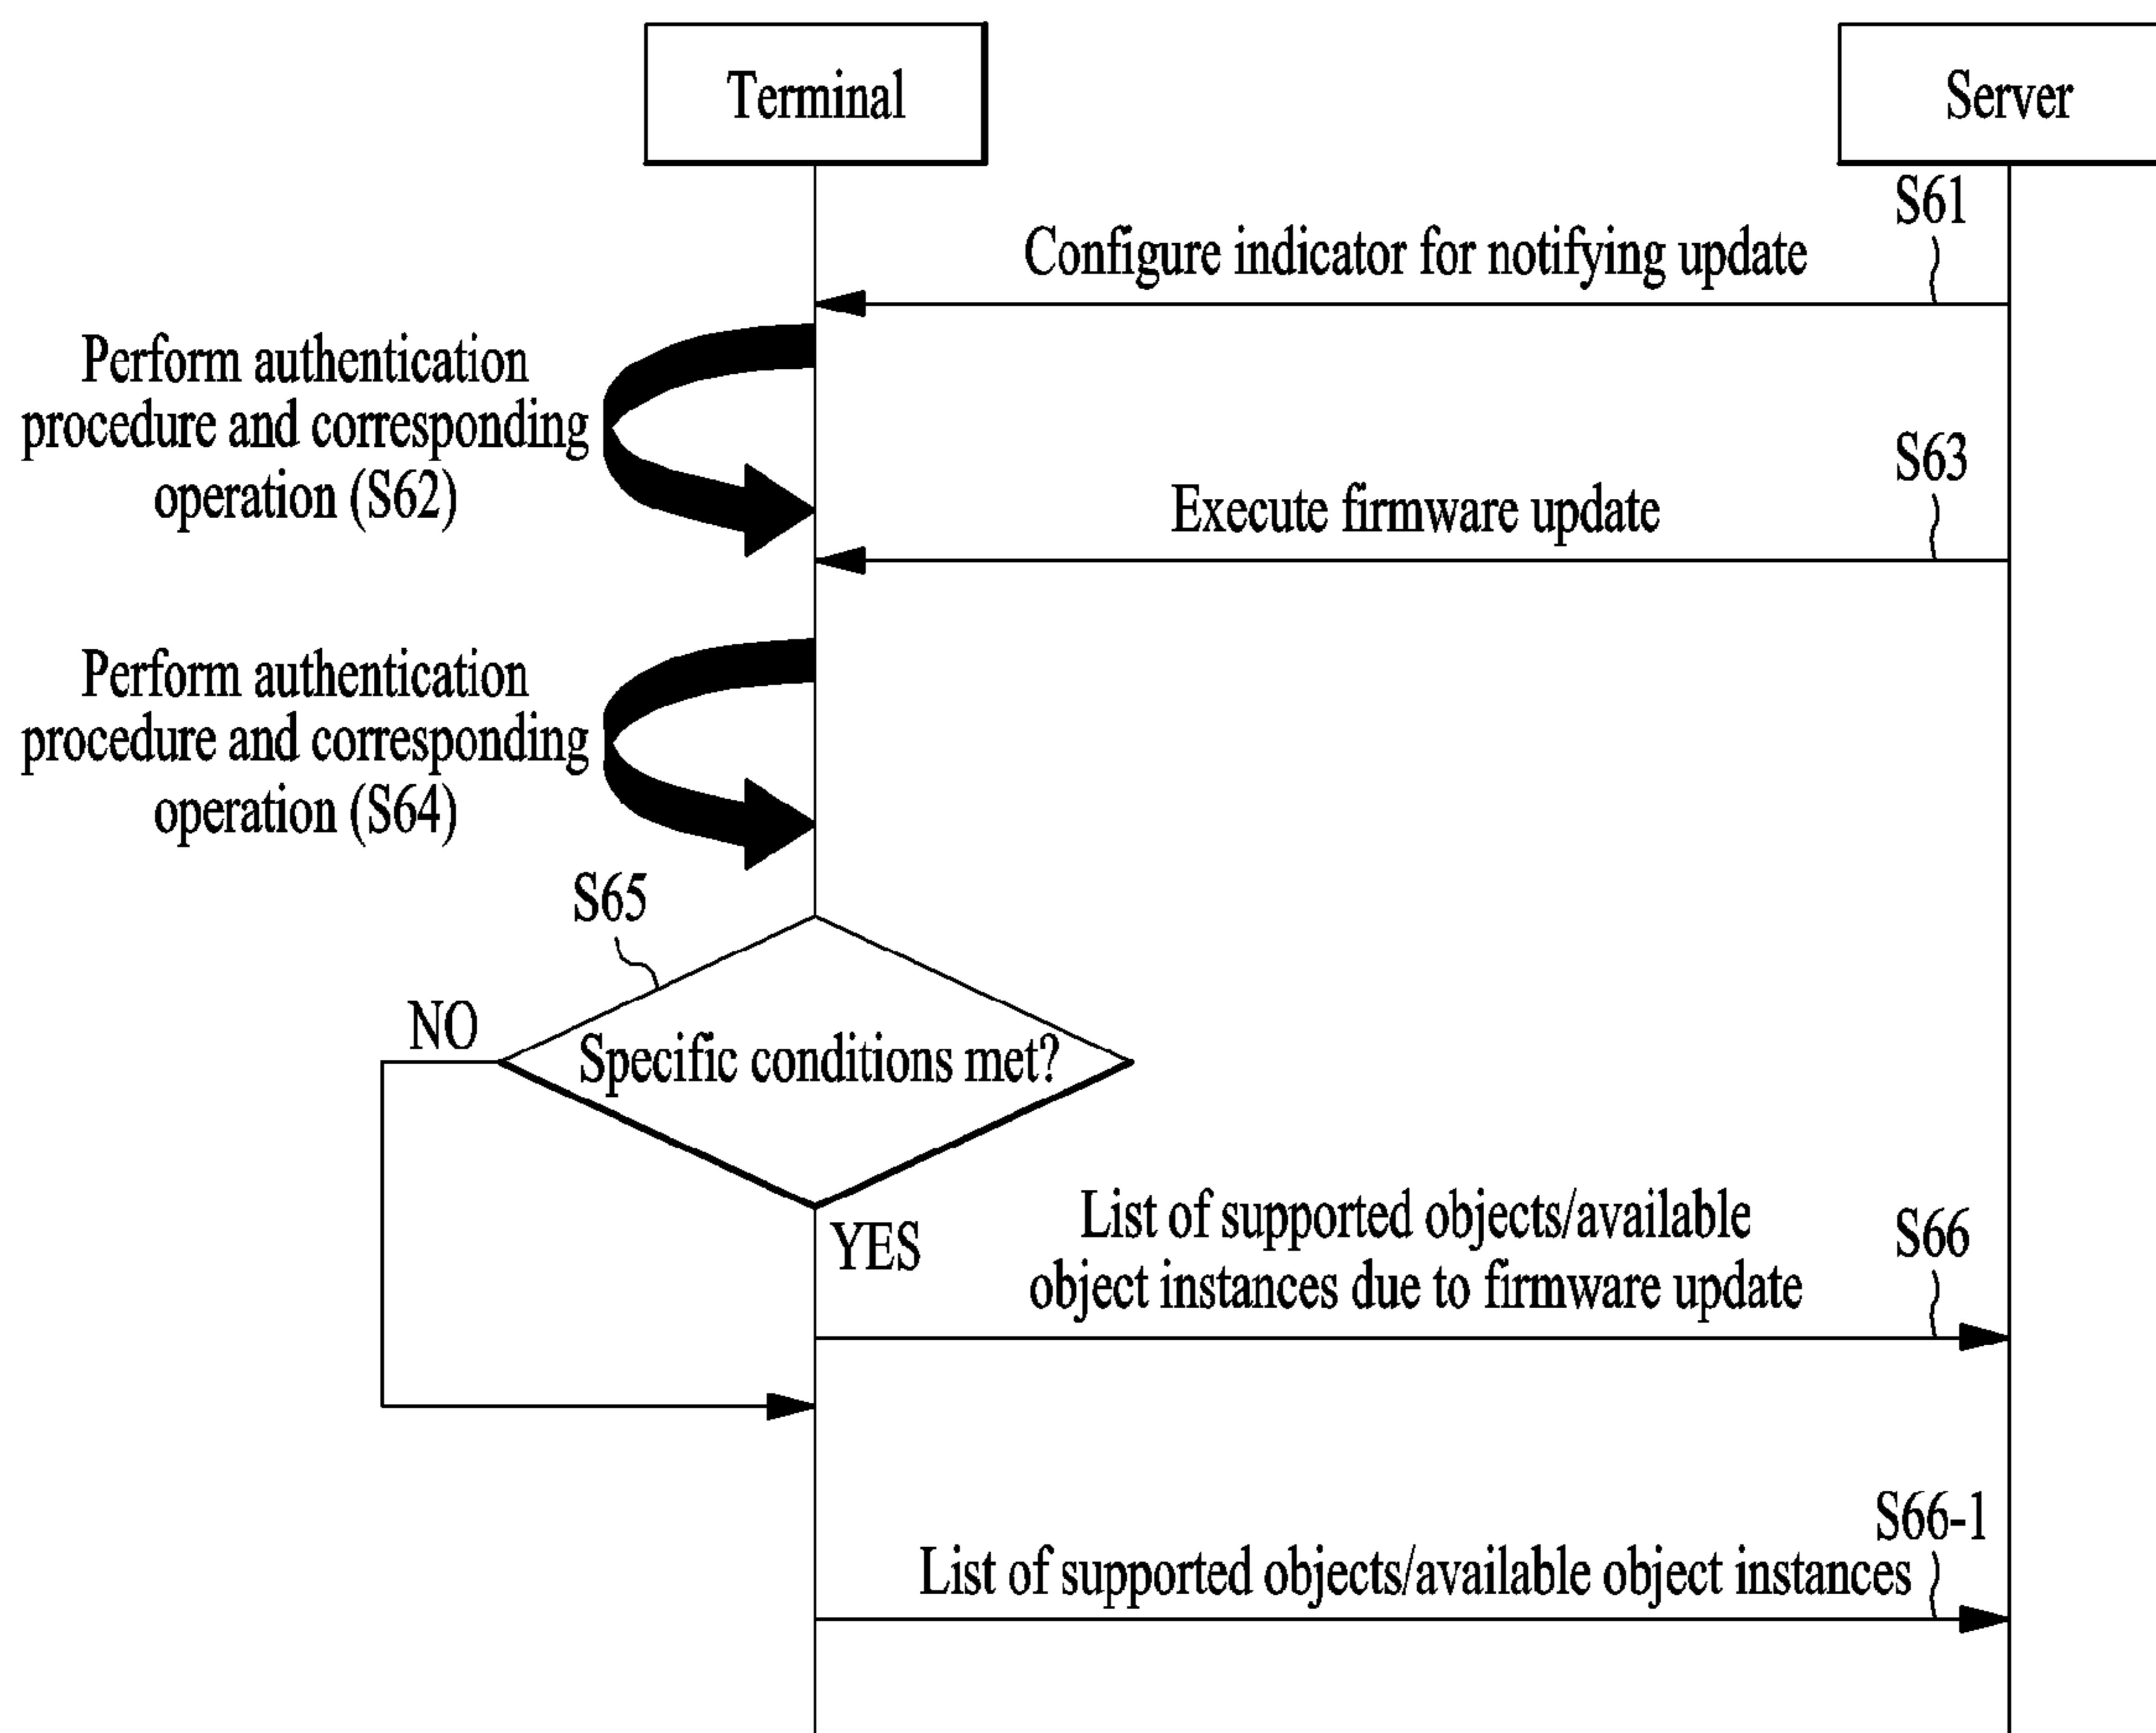 Terminal
Server
S61
Configure indicator for notifying update
Perform authentication
procedure and corresponding
operation (S62)
S63
Execute firmware update
Perform authentication
procedure and corresponding
operation (S64)
S65
NO
Specific conditions met?
YES
List of supported objects/available
object instances due to firmware update
S66
S66-1
List of supported objects/available object instances